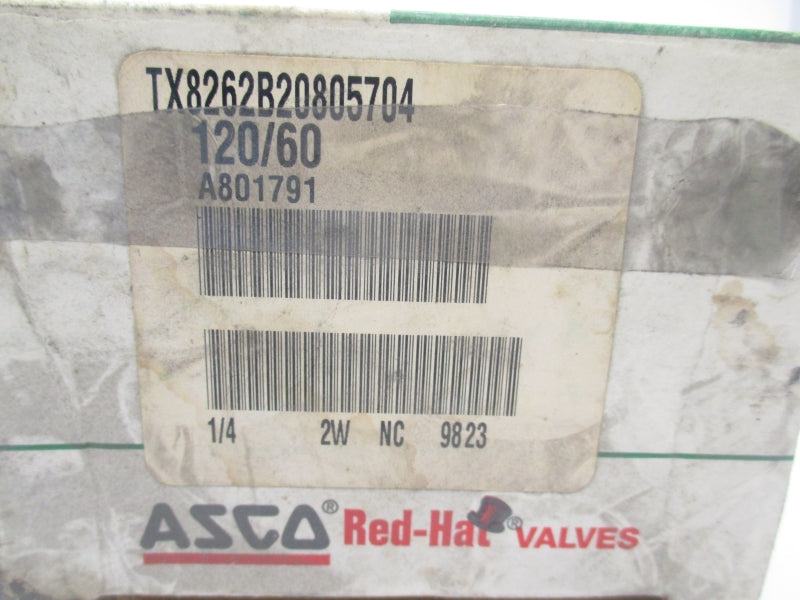 TX8262B20805704
120/60
A801791
1/4 2W NC 9823
ASCO® Red-Hat® VALVES